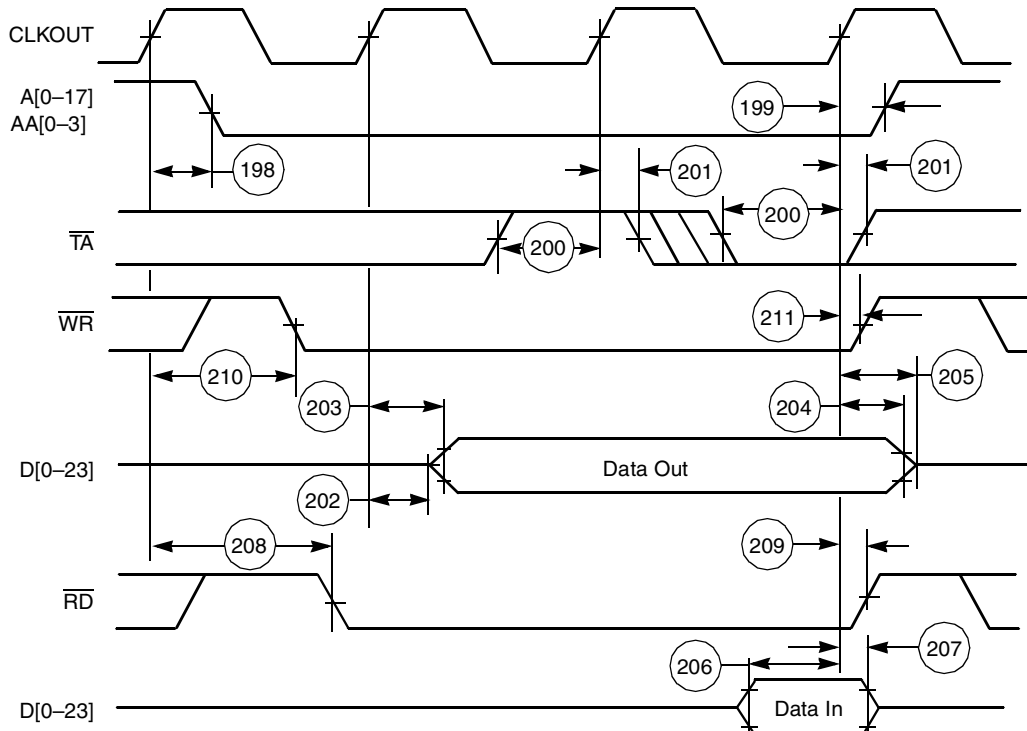 CLKOUT
A[0–17]
AA[0–3]
199
198
201
201
TA
200
200
WR
211
210
203
204
205
D[0–23]
Data Out
202
208
209
RD
206
207
D[0–23]
Data In